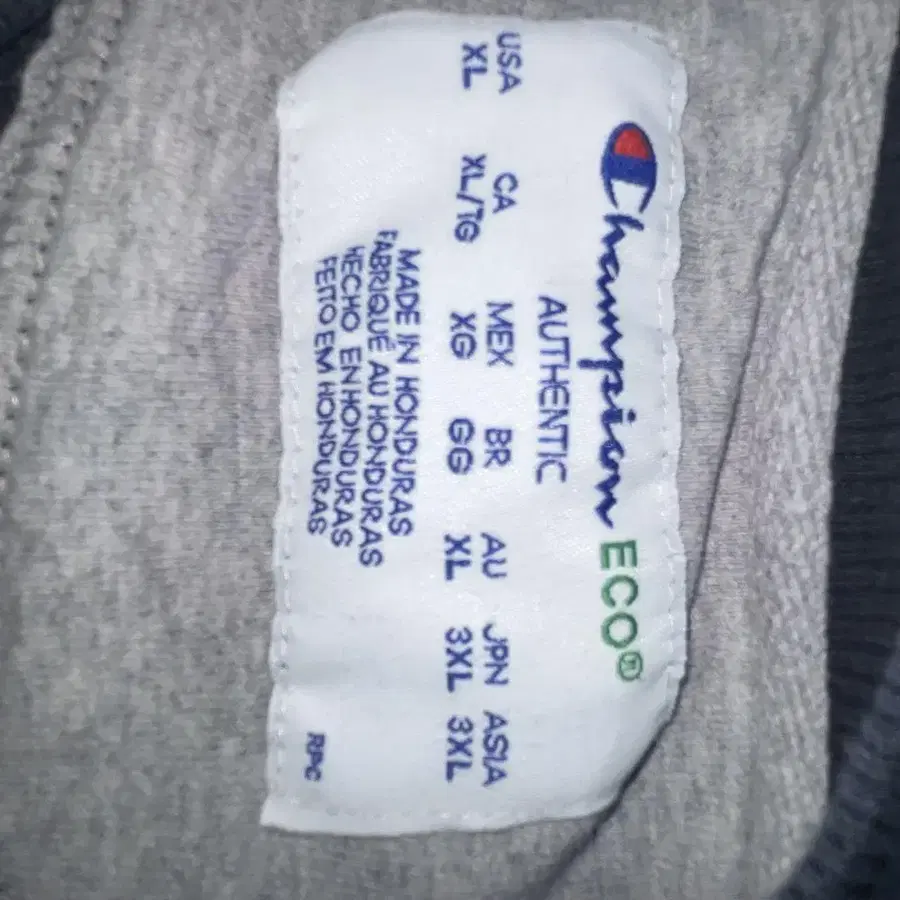 Champion ECO®
AUTHENTIC
USA CA MEX BR AU JPN ASIA
XL XL/TG XG GG XL 3XL 3XL
MADE IN HONDURAS
FABRIQUÉ AU HONDURAS
HECHO EN HONDURAS
FEITO EM HONDURAS
RPC